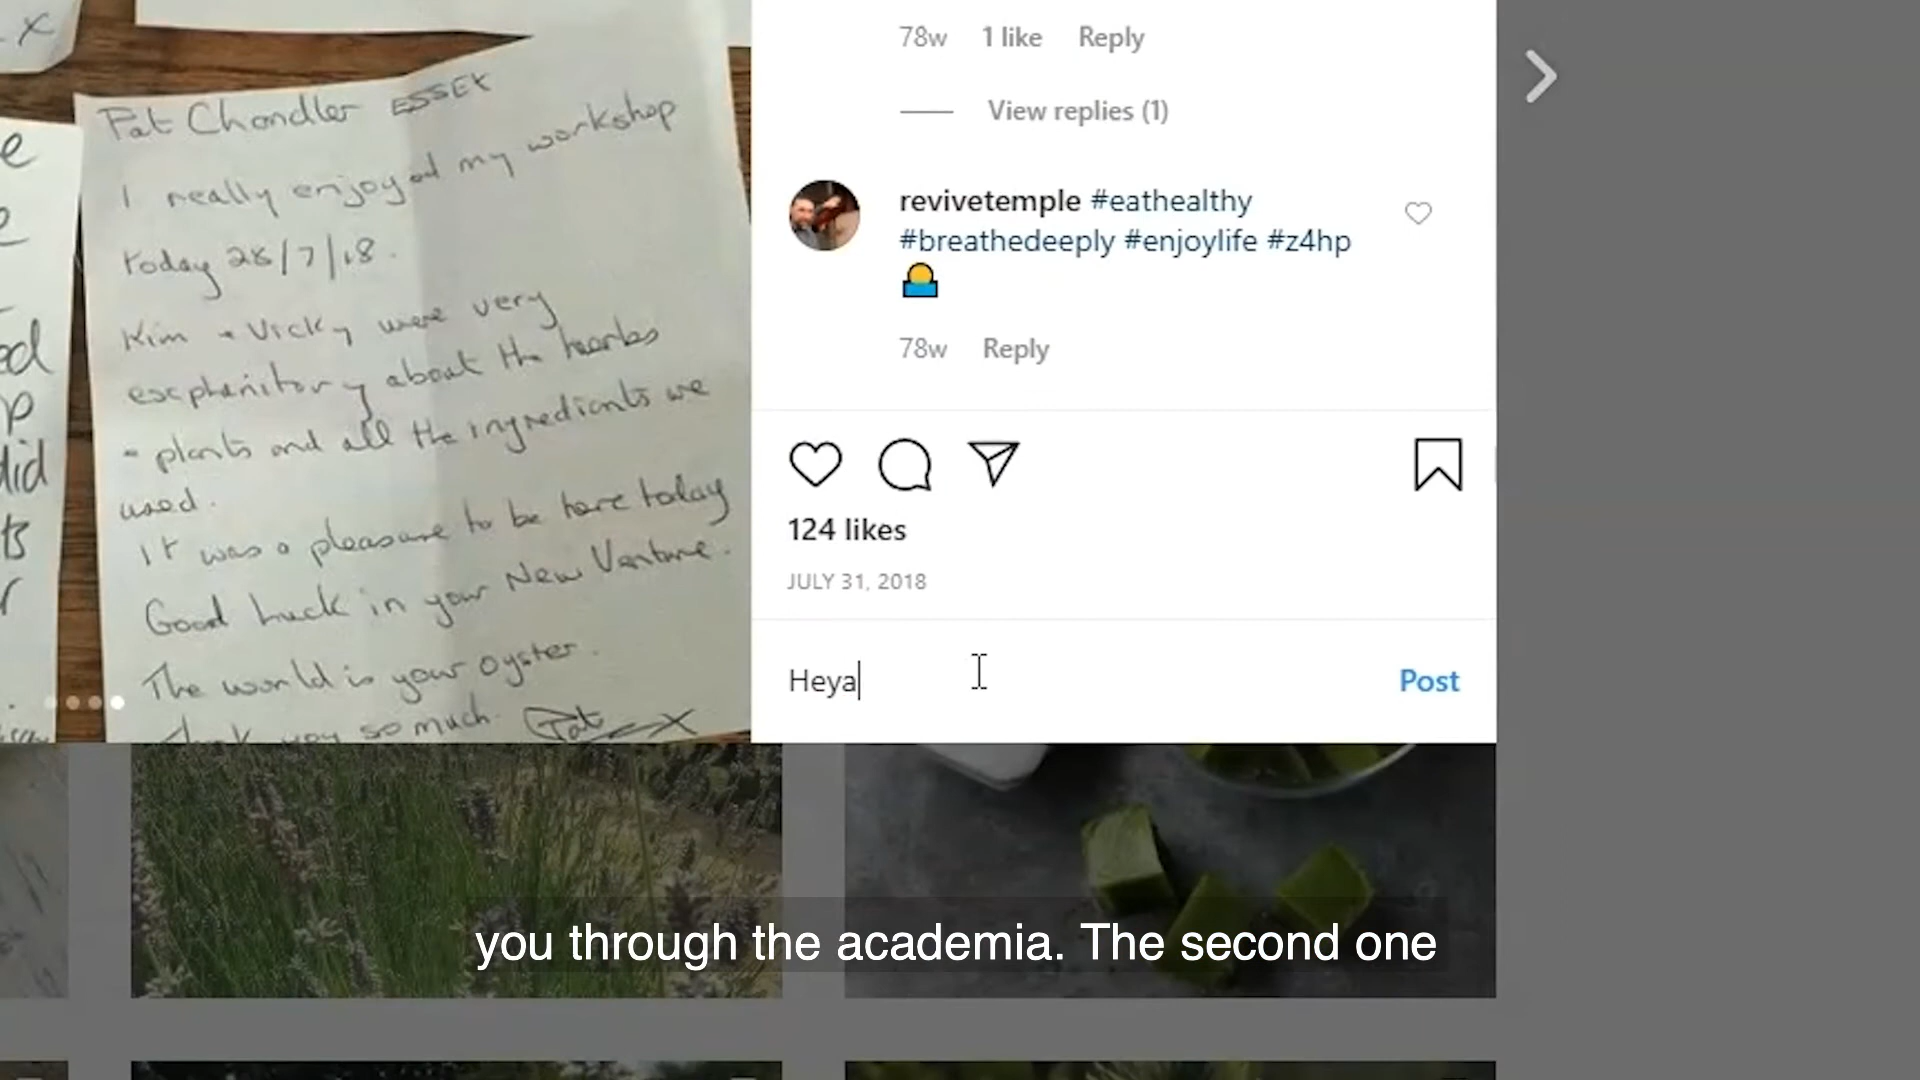 x
e
ed
p
did
ts
r
Pat Chandler ESSEX
I really enjoyed my workshop
today 28/7/18.
Kim + Vicky were very
explanitory about the herbs
+ plants and all the ingredients we
used.
It was a pleasure to be here today
Good luck in your New Venture.
The world is your oyster.
Thank you so much. Pat x
78w 1 like Reply
View replies (1)
revivetemple #eathealthy
#breathedeeply #enjoylife #z4hp
78w Reply
124 likes
JULY 31, 2018
Heya
Post
you through the academia. The second one